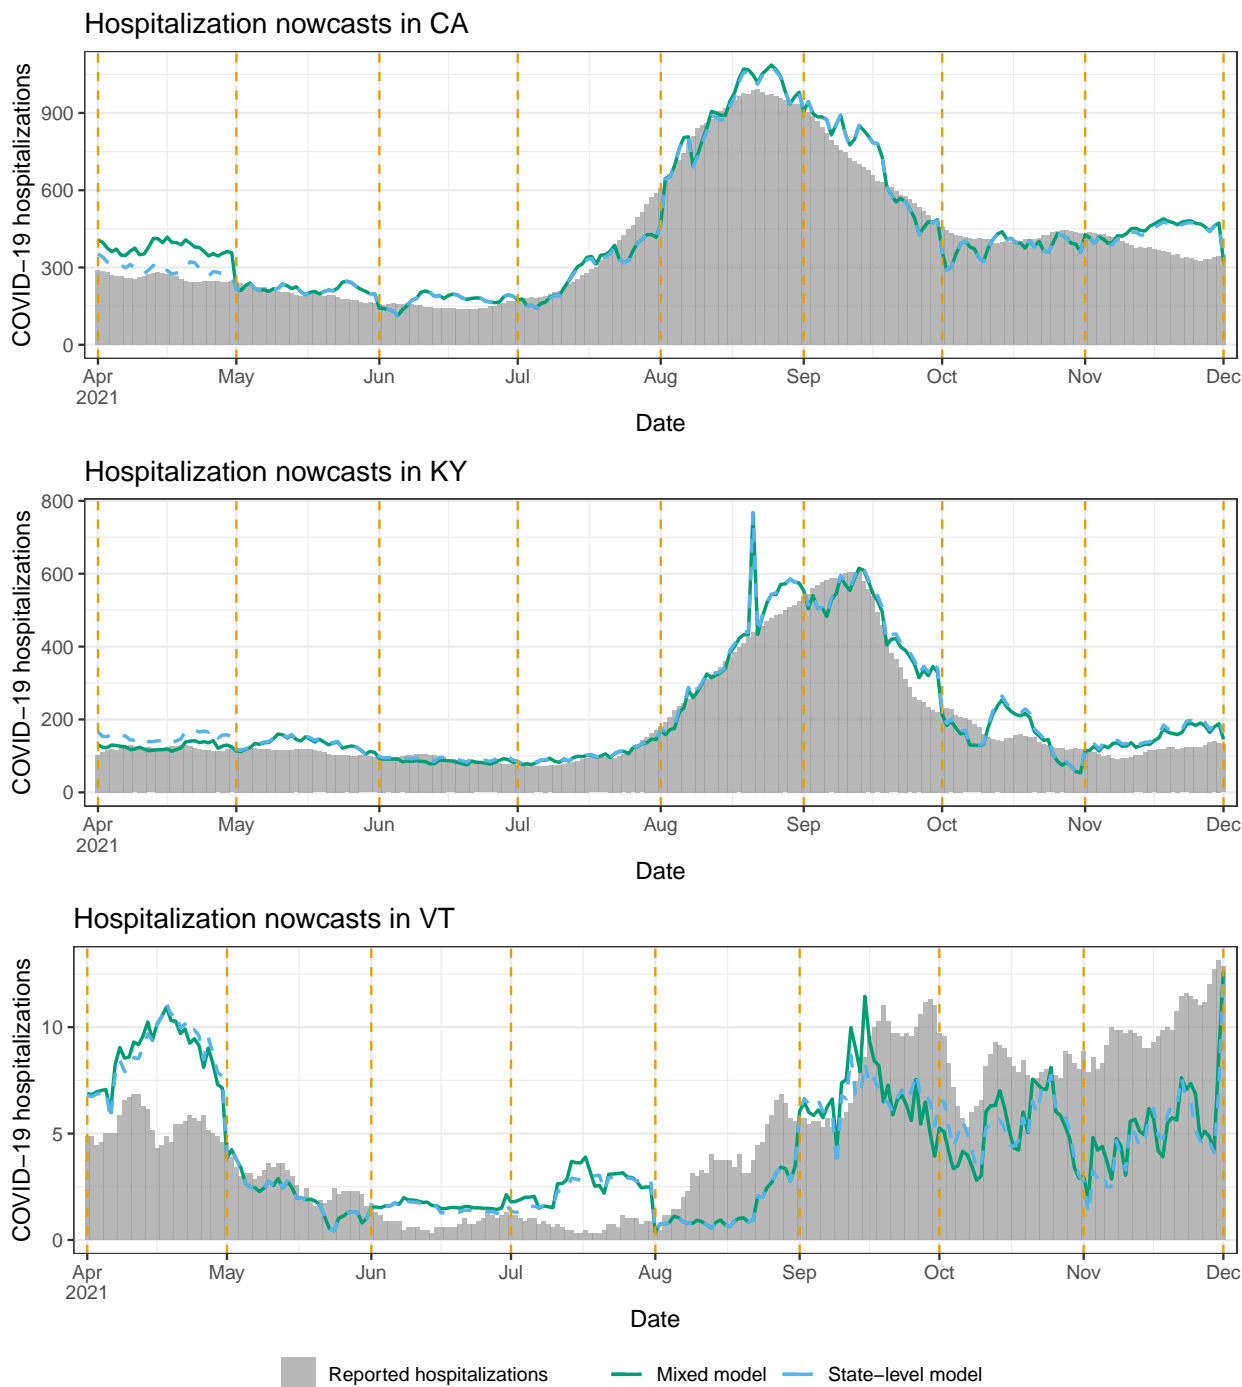 Hospitalization nowcasts in CA
COVID−19 hospitalizations
900
600
300
0
Apr May Jun Jul Aug Sep Oct Nov Dec
2021
Date
Hospitalization nowcasts in KY
COVID−19 hospitalizations
800
600
400
200
0
Apr May Jun Jul Aug Sep Oct Nov Dec
2021
Date
Hospitalization nowcasts in VT
COVID−19 hospitalizations
10
5
0
Apr May Jun Jul Aug Sep Oct Nov Dec
2021
Date
Reported hospitalizations Mixed model State−level model